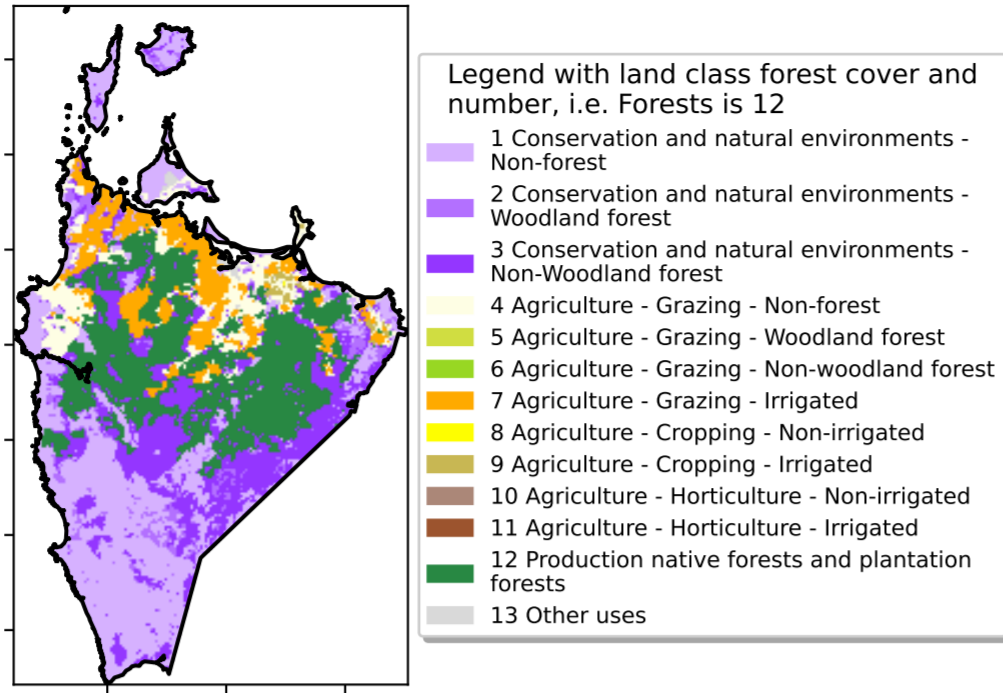 Legend with land class forest cover and
number, i.e. Forests is 12
1 Conservation and natural environments -
Non-forest
2 Conservation and natural environments -
Woodland forest
3 Conservation and natural environments -
Non-Woodland forest
4 Agriculture - Grazing - Non-forest
5 Agriculture - Grazing - Woodland forest
6 Agriculture - Grazing - Non-woodland forest
7 Agriculture - Grazing - Irrigated
8 Agriculture - Cropping - Non-irrigated
9 Agriculture - Cropping - Irrigated
10 Agriculture - Horticulture - Non-irrigated
11 Agriculture - Horticulture - Irrigated
12 Production native forests and plantation
forests
13 Other uses